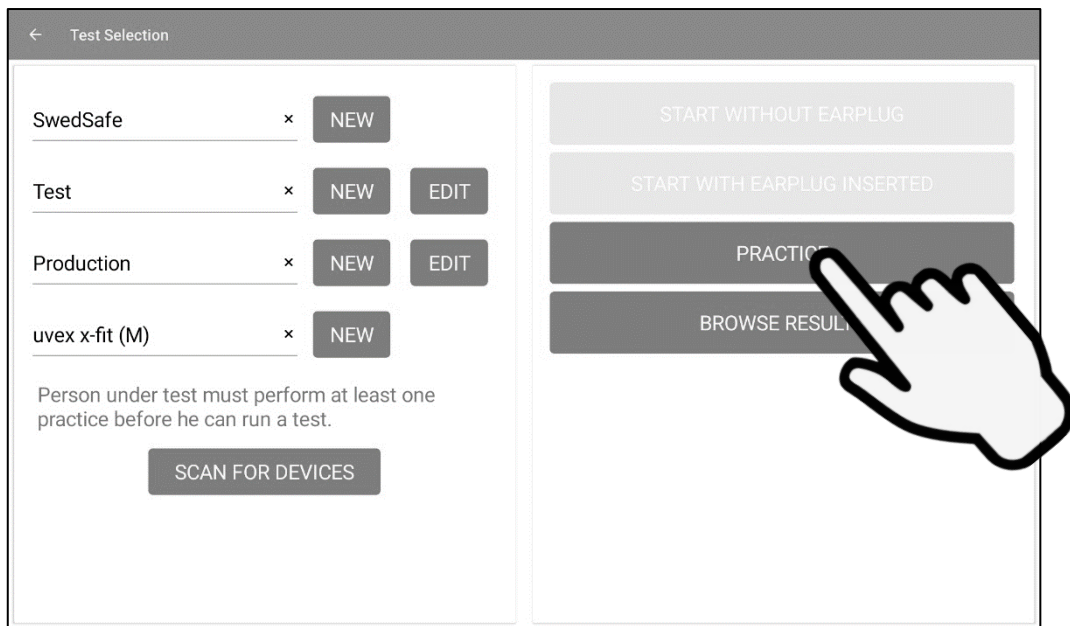 ← Test Selection
SwedSafe × NEW
Test × NEW EDIT
Production × NEW EDIT
uvex x-fit (M) × NEW
Person under test must perform at least one
practice before he can run a test.
SCAN FOR DEVICES
START WITHOUT EARPLUG
START WITH EARPLUG INSERTED
PRACTICE
BROWSE RESULT